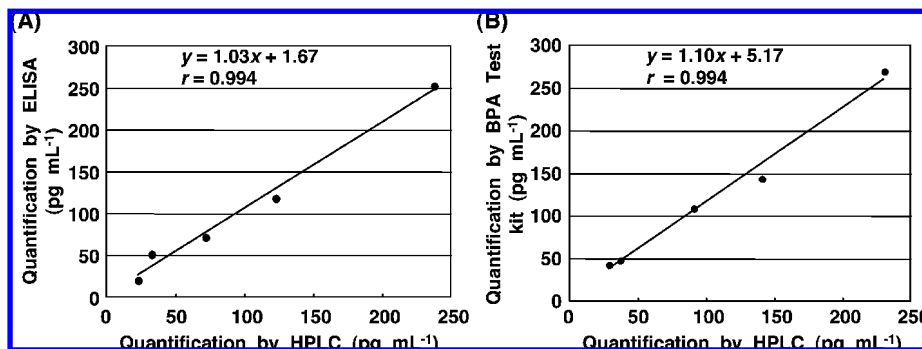 (A)
y = 1.03x + 1.67
r = 0.994
Quantification by ELISA
(pg mL-1)
300
250
200
150
100
50
0
0 50 100 150 200 250
Quantification by HPLC (pg mL-1)
(B)
y = 1.10x + 5.17
r = 0.994
Quantification by BPA Test
kit (pg mL-1)
300
250
200
150
100
50
0
0 50 100 150 200 250
Quantification by HPLC (pg mL-1)